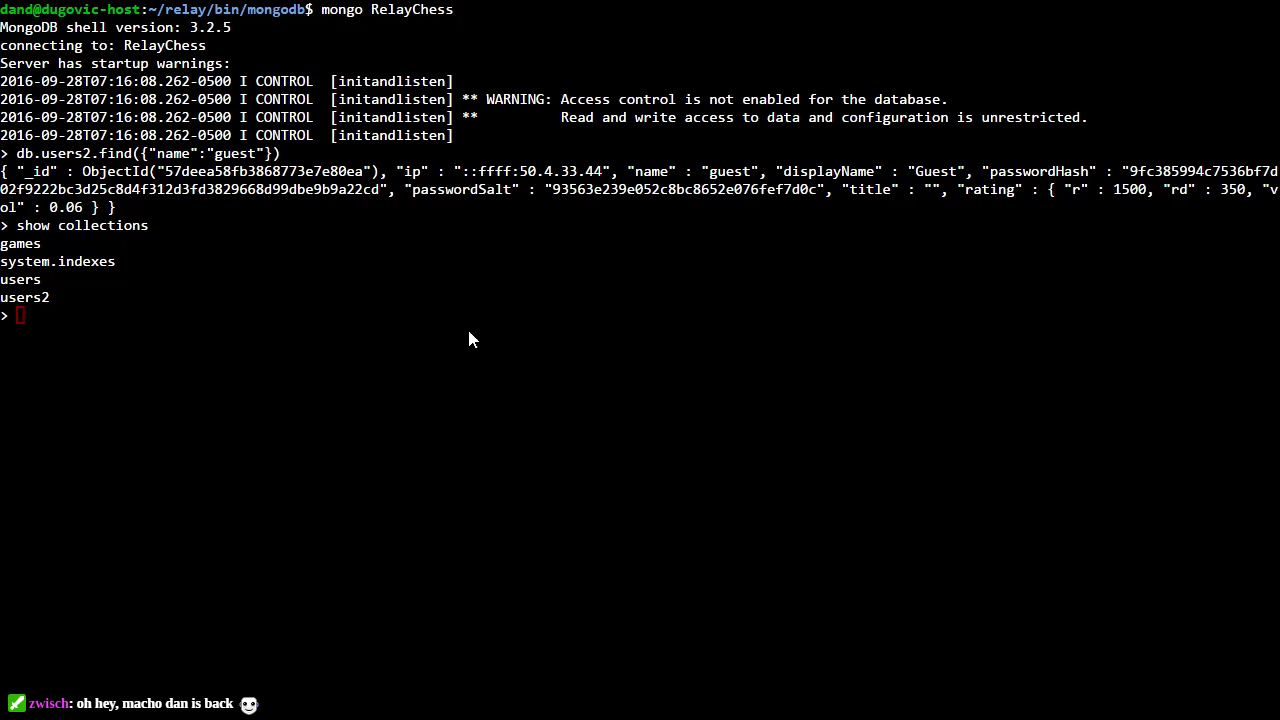 dand@dugovic-host:~/relay/bin/mongodb$ mongo RelayChess
MongoDB shell version: 3.2.5
connecting to: RelayChess
Server has startup warnings:
2016-09-28T07:16:08.262-0500 I CONTROL  [initandlisten]
2016-09-28T07:16:08.262-0500 I CONTROL  [initandlisten] ** WARNING: Access control is not enabled for the database.
2016-09-28T07:16:08.262-0500 I CONTROL  [initandlisten] **          Read and write access to data and configuration is unrestricted.
2016-09-28T07:16:08.262-0500 I CONTROL  [initandlisten]
> db.users2.find({"name":"guest"})
{ "_id" : ObjectId("57deea58fb3868773e7e80ea"), "ip" : "::ffff:50.4.33.44", "name" : "guest", "displayName" : "Guest", "passwordHash" : "9fc385994c7536bf7d
02f9222bc3d25c8d4f312d3fd3829668d99dbe9b9a22cd", "passwordSalt" : "93563e239e052c8bc8652e076fef7d0c", "title" : "", "rating" : { "r" : 1500, "rd" : 350, "v
ol" : 0.06 } }
> show collections
games
system.indexes
users
users2
>
zwisch: oh hey, macho dan is back